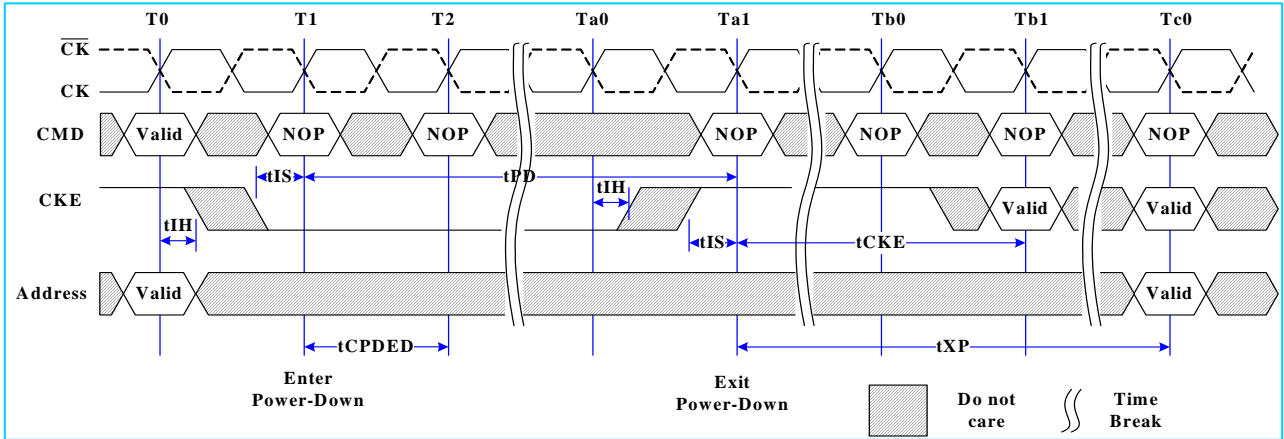 T0 T1 T2 Ta0 Ta1 Tb0 Tb1 Tc0
CK
CK
CMD Valid NOP NOP NOP NOP NOP NOP
tIS tPD tIH
CKE Valid Valid
tIH tIS tCKE
Address Valid Valid
tCPDED tXP
Enter
Power-Down
Exit
Power-Down
Do not
care
Time
Break